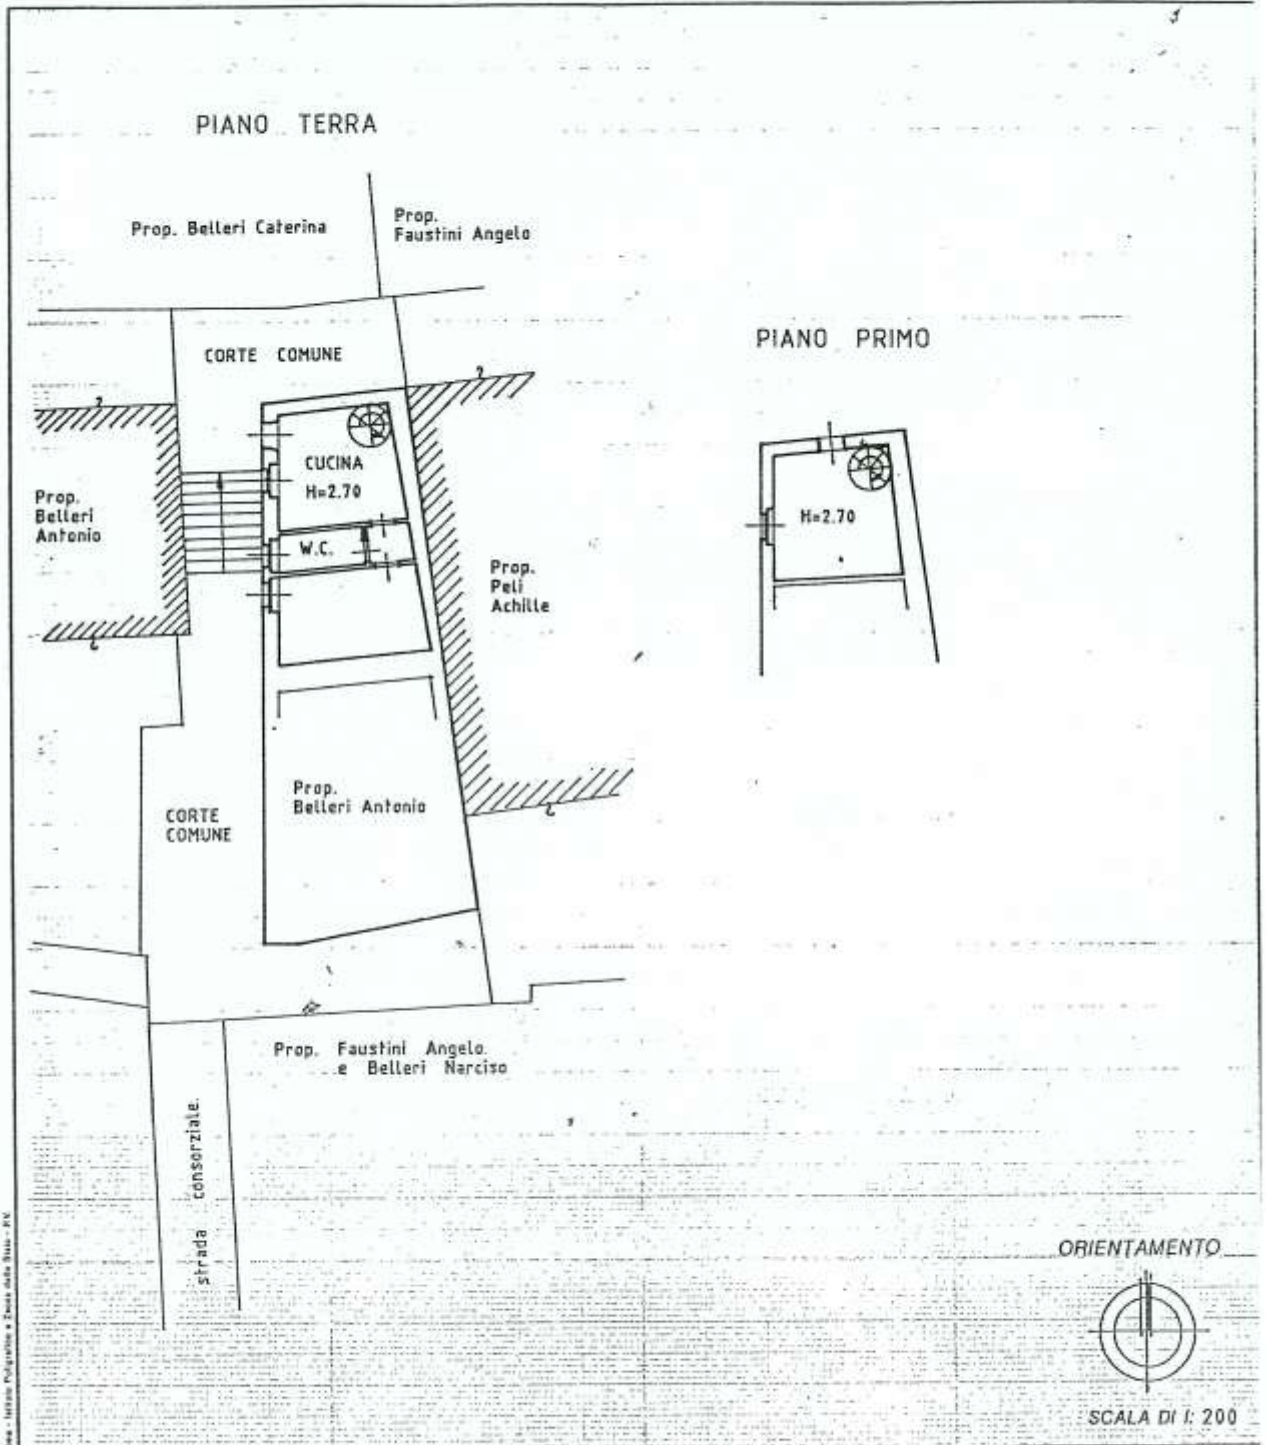 PIANO TERRA
Prop. Belleri Caterina
Prop.
Faustini Angelo
CORTE COMUNE
PIANO PRIMO
CUCINA
H=2.70
W.C.
H=2.70
Prop.
Belleri
Antonio
Prop.
Peli
Achille
Prop.
Belleri Antonio
CORTE
COMUNE
Prop. Faustini Angelo
e Belleri Narciso
strada consorziale
ORIENTAMENTO
SCALA DI 1: 200